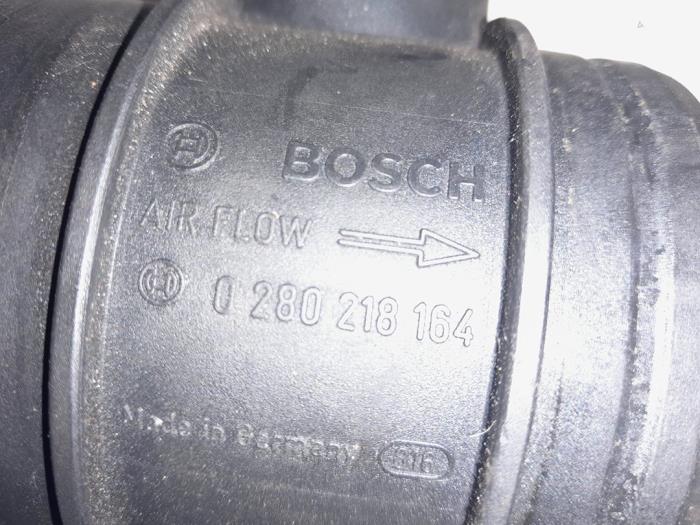 BOSCH
AIR FLOW
0 280 218 164
Made in Germany